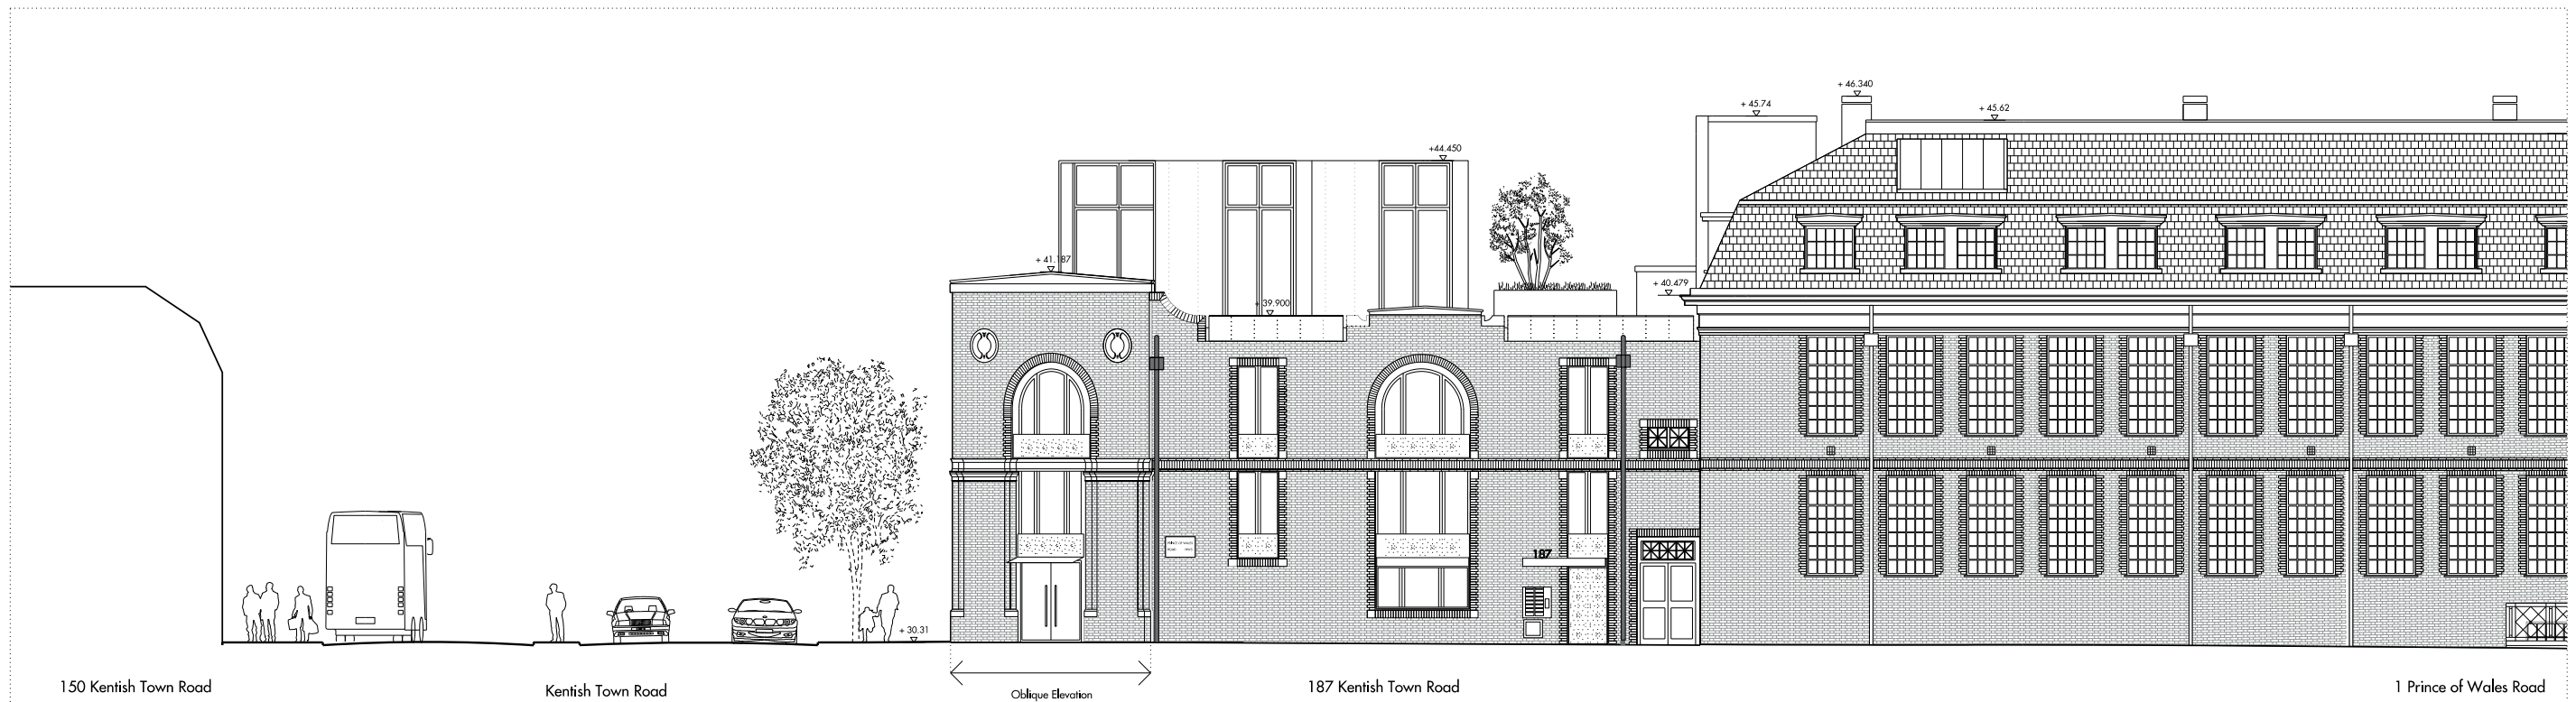 + 46.340
+ 45.74
+ 45.62
+44.450
+ 41.187
+ 40.479
+ 39.900
187
+ 30.31
150 Kentish Town Road
Kentish Town Road
Oblique Elevation
187 Kentish Town Road
1 Prince of Wales Road